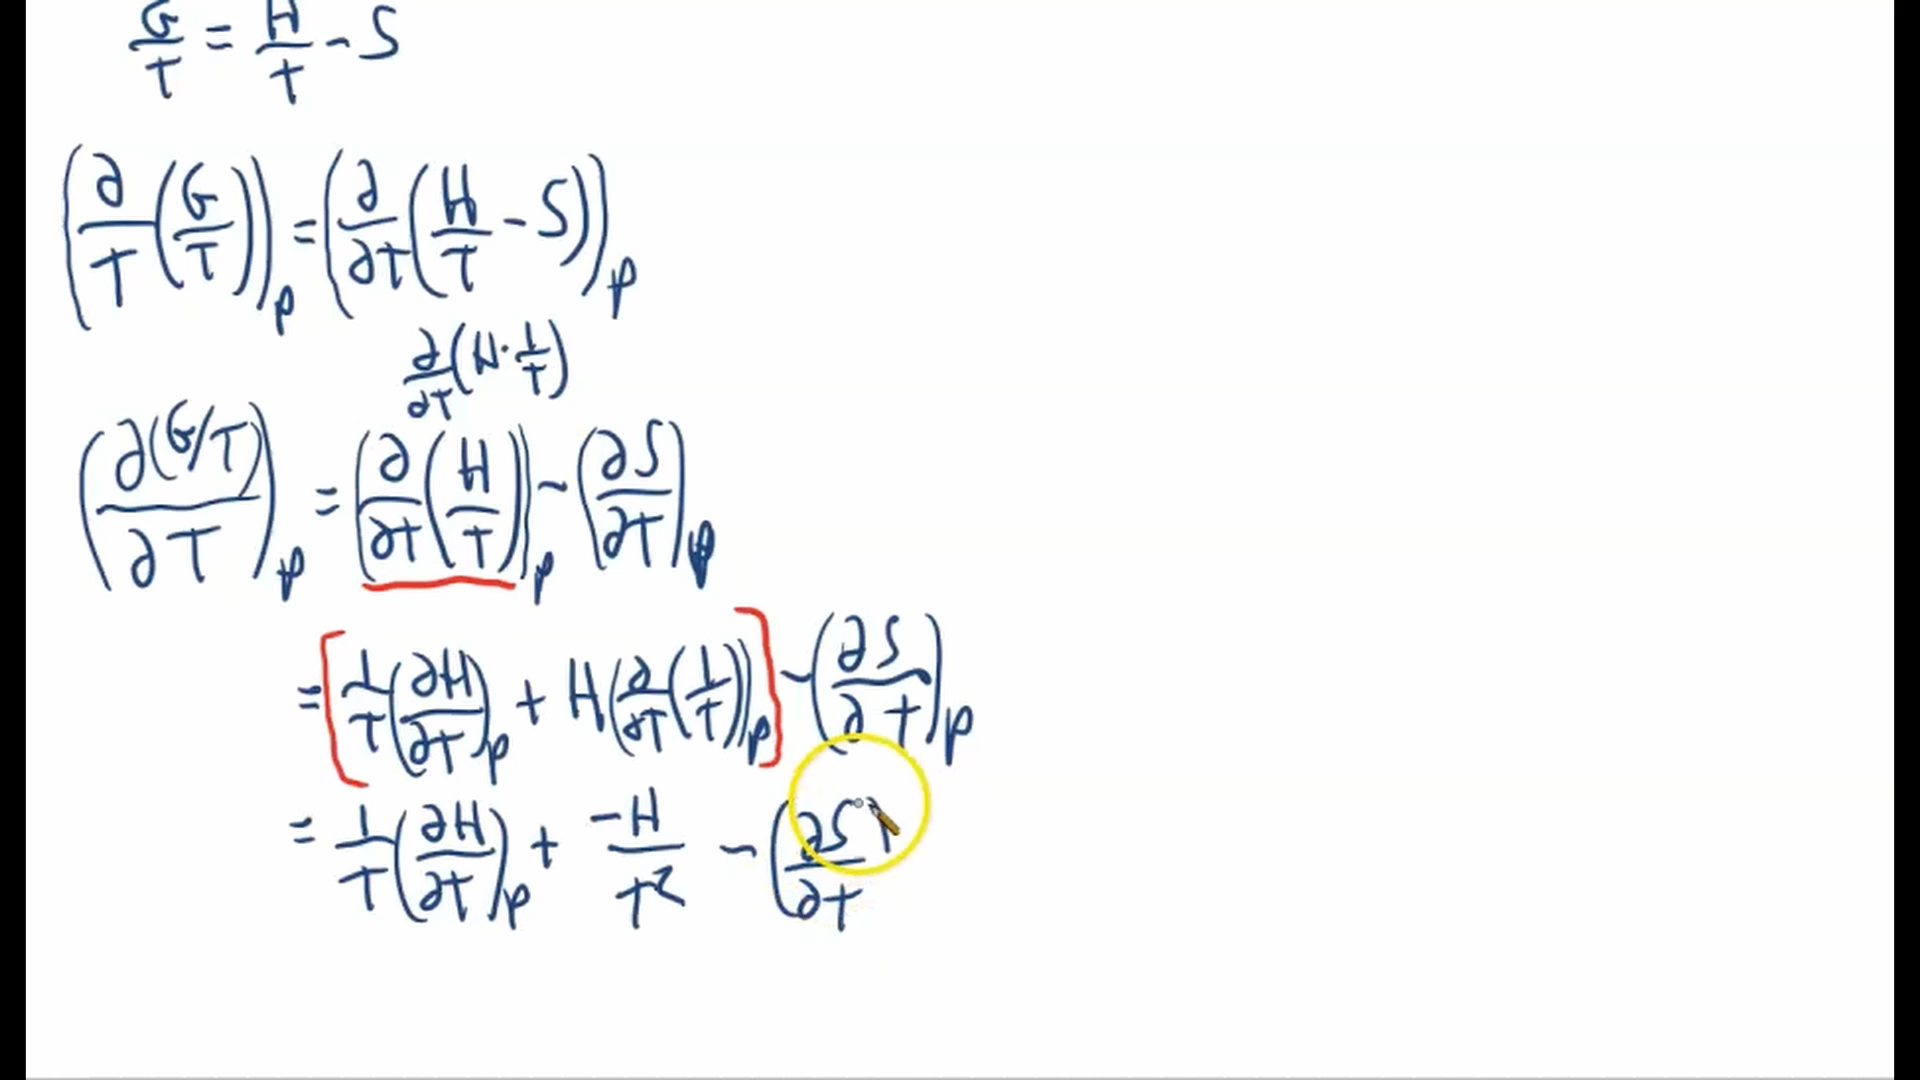 G/T = H/T - S
(∂/T (G/T))_P = (∂/∂T (H/T - S))_P
∂/∂T (H · 1/T)
(∂(G/T)/∂T)_P = (∂/∂T (H/T))_P - (∂S/∂T)_P
= [1/T (∂H/∂T)_P + H (∂/∂T (1/T))_P] - (∂S/∂T)_P
= 1/T (∂H/∂T)_P + -H/T² - (∂S/∂T)